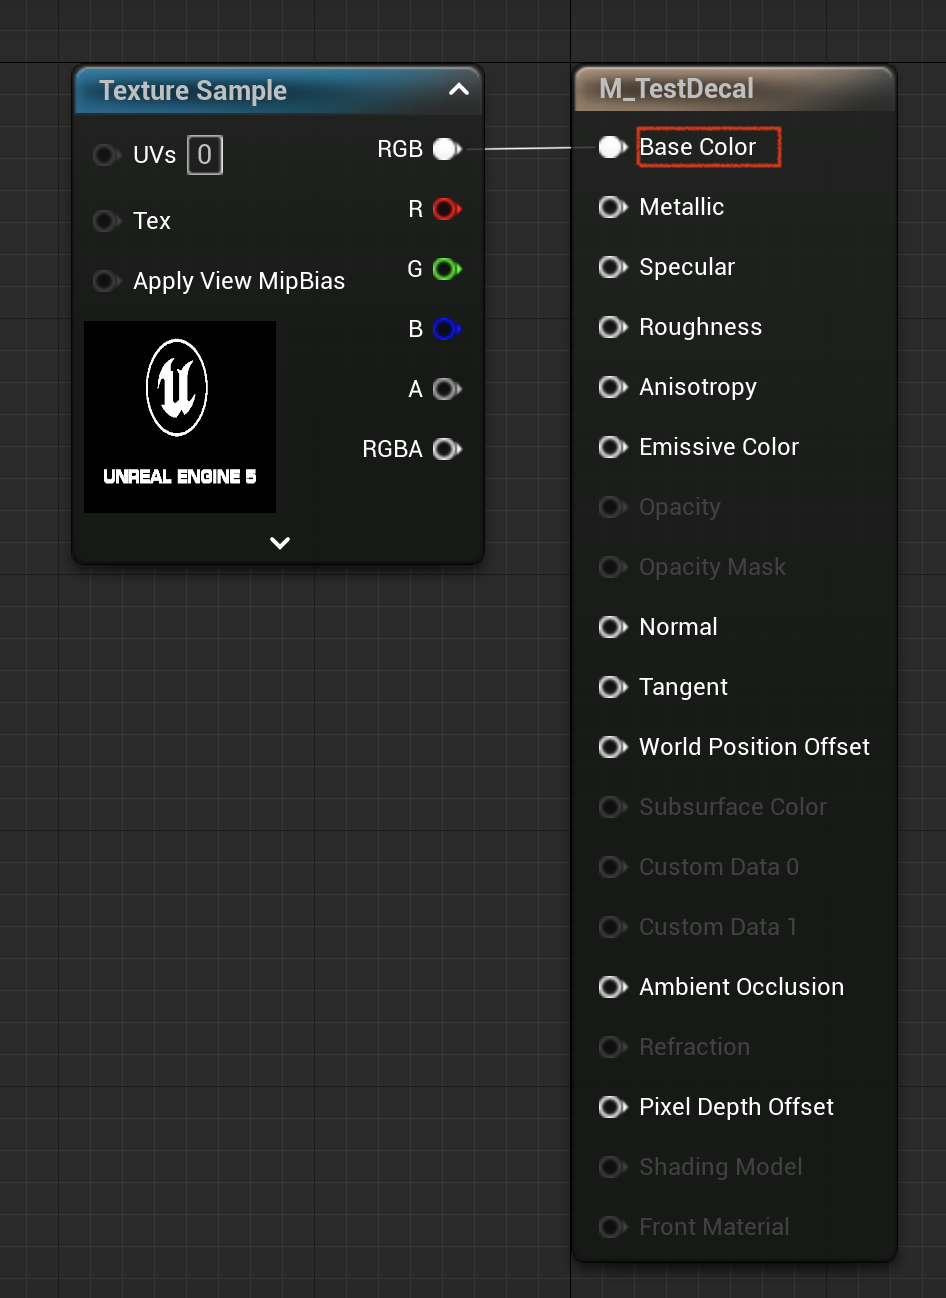 Texture Sample
UVs 0
Tex
Apply View MipBias
RGB
R
G
B
A
RGBA
UNREAL ENGINE 5
M_TestDecal
Base Color
Metallic
Specular
Roughness
Anisotropy
Emissive Color
Opacity
Opacity Mask
Normal
Tangent
World Position Offset
Subsurface Color
Custom Data 0
Custom Data 1
Ambient Occlusion
Refraction
Pixel Depth Offset
Shading Model
Front Material